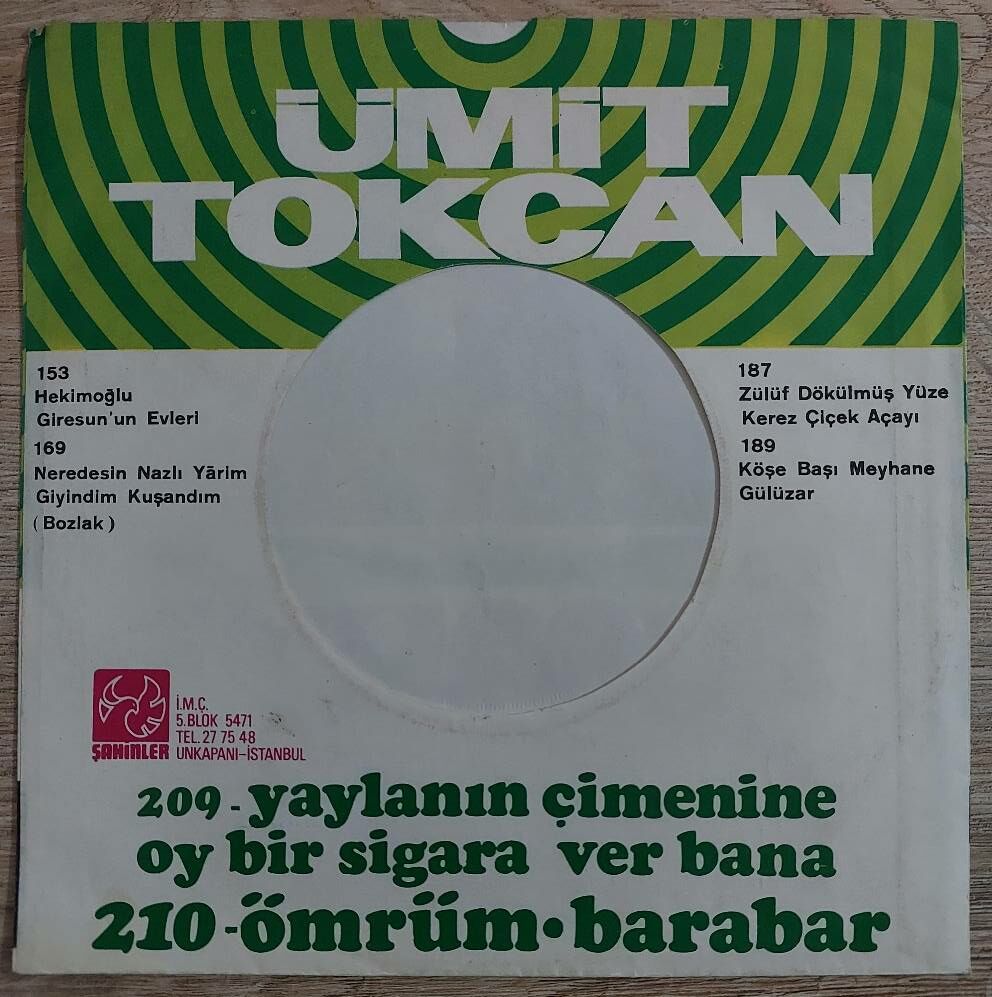 ÜMİT
TOKCAN
153
Hekimoğlu
Giresun'un Evleri
169
Neredesin Nazlı Yârim
Giyindim Kuşandım
(Bozlak)
187
Zülüf Dökülmüş Yüze
Kerez Çiçek Açayı
189
Köşe Başı Meyhane
Gülüzar
ŞAHİNLER
İ.M.Ç.
5.BLOK 5471
TEL.27 75 48
UNKAPANI-İSTANBUL
209-yaylanın çimenine
oy bir sigara ver bana
210-ömrüm•barabar